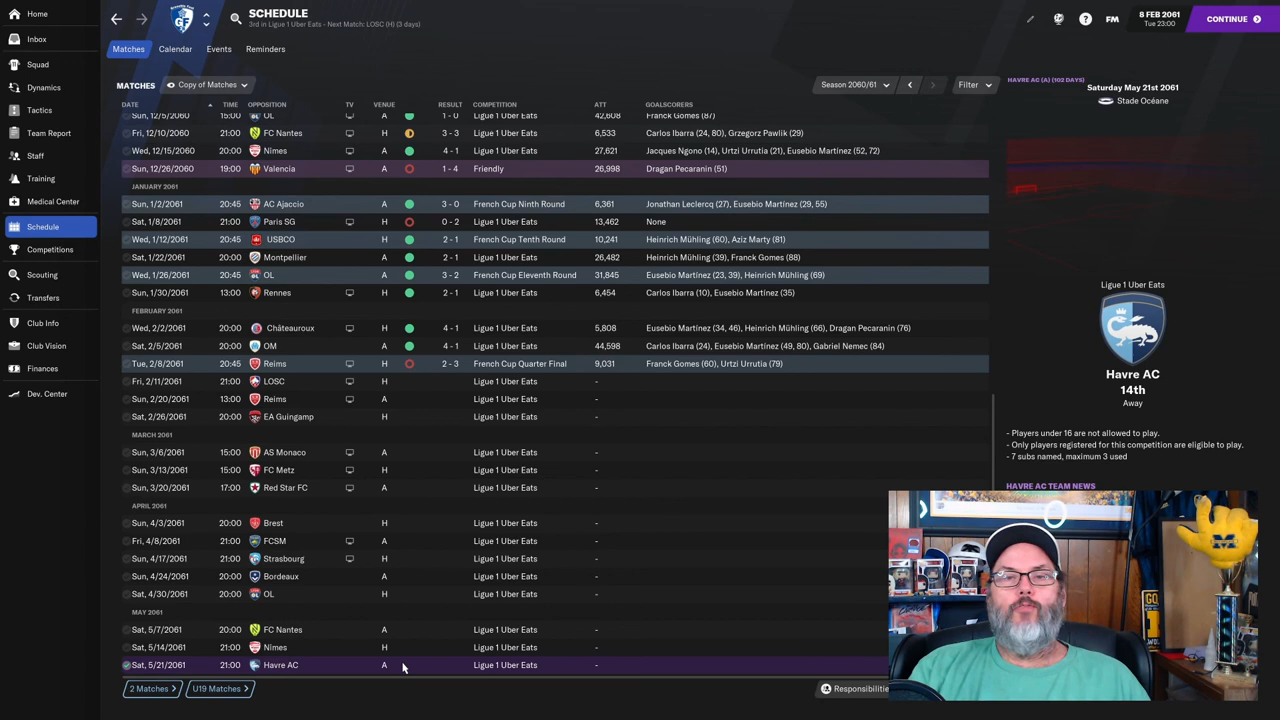 Home
SCHEDULE
3rd in Ligue 1 Uber Eats - Next Match: LOSC (H) (3 days)
FM
8 FEB 2061
Tue 23:00
CONTINUE
Inbox
Squad
Dynamics
Tactics
Team Report
Staff
Training
Medical Center
Schedule
Competitions
Scouting
Transfers
Club Info
Club Vision
Finances
Dev. Center
Matches Calendar Events Reminders
MATCHES Copy of Matches Season 2060/61 Filter
DATE TIME OPPOSITION TV VENUE RESULT COMPETITION ATT GOALSCORERS
Sun, 12/5/2060 15:00 OL A 1 - 0 Ligue 1 Uber Eats 42,608 Franck Gomes (87)
Fri, 12/10/2060 21:00 FC Nantes H 3 - 3 Ligue 1 Uber Eats 6,533 Carlos Ibarra (24, 80), Grzegorz Pawlik (29)
Wed, 12/15/2060 20:00 Nîmes A 4 - 1 Ligue 1 Uber Eats 27,621 Jacques Ngono (14), Urtzi Urrutia (21), Eusebio Martínez (52, 72)
Sun, 12/26/2060 19:00 Valencia A 1 - 4 Friendly 26,998 Dragan Pecaranin (51)
JANUARY 2061
Sun, 1/2/2061 20:45 AC Ajaccio A 3 - 0 French Cup Ninth Round 6,361 Jonathan Leclercq (27), Eusebio Martínez (29, 55)
Sat, 1/8/2061 21:00 Paris SG H 0 - 2 Ligue 1 Uber Eats 13,462 None
Wed, 1/12/2061 20:45 USBCO H 2 - 1 French Cup Tenth Round 10,241 Heinrich Mühling (60), Aziz Marty (81)
Sat, 1/22/2061 20:00 Montpellier A 2 - 1 Ligue 1 Uber Eats 26,482 Heinrich Mühling (39), Franck Gomes (88)
Wed, 1/26/2061 20:45 OL A 3 - 2 French Cup Eleventh Round 31,845 Eusebio Martínez (23, 39), Heinrich Mühling (69)
Sun, 1/30/2061 13:00 Rennes H 2 - 1 Ligue 1 Uber Eats 6,454 Carlos Ibarra (10), Eusebio Martínez (35)
FEBRUARY 2061
Wed, 2/2/2061 20:00 Châteauroux H 4 - 1 Ligue 1 Uber Eats 5,808 Eusebio Martínez (34, 46), Heinrich Mühling (66), Dragan Pecaranin (76)
Sat, 2/5/2061 20:00 OM A 4 - 1 Ligue 1 Uber Eats 44,598 Carlos Ibarra (24), Eusebio Martínez (49, 80), Gabriel Nemec (84)
Tue, 2/8/2061 20:45 Reims H 2 - 3 French Cup Quarter Final 9,031 Franck Gomes (60), Urtzi Urrutia (79)
Fri, 2/11/2061 21:00 LOSC H Ligue 1 Uber Eats -
Sun, 2/20/2061 13:00 Reims A Ligue 1 Uber Eats -
Sat, 2/26/2061 20:00 EA Guingamp H Ligue 1 Uber Eats -
MARCH 2061
Sun, 3/6/2061 15:00 AS Monaco A Ligue 1 Uber Eats -
Sun, 3/13/2061 15:00 FC Metz H Ligue 1 Uber Eats -
Sun, 3/20/2061 17:00 Red Star FC A Ligue 1 Uber Eats -
APRIL 2061
Sun, 4/3/2061 20:00 Brest H Ligue 1 Uber Eats -
Fri, 4/8/2061 21:00 FCSM A Ligue 1 Uber Eats -
Sun, 4/17/2061 21:00 Strasbourg H Ligue 1 Uber Eats -
Sun, 4/24/2061 20:00 Bordeaux A Ligue 1 Uber Eats -
Sat, 4/30/2061 20:00 OL H Ligue 1 Uber Eats -
MAY 2061
Sat, 5/7/2061 20:00 FC Nantes A Ligue 1 Uber Eats -
Sat, 5/14/2061 21:00 Nîmes H Ligue 1 Uber Eats -
Sat, 5/21/2061 21:00 Havre AC A Ligue 1 Uber Eats -
2 Matches U19 Matches Responsibilitie
HAVRE AC (A) (102 DAYS)
Saturday May 21st 2061
Stade Océane
Ligue 1 Uber Eats
Havre AC
14th
Away
- Players under 16 are not allowed to play.
- Only players registered for this competition are eligible to play.
- 7 subs named, maximum 3 used
HAVRE AC TEAM NEWS